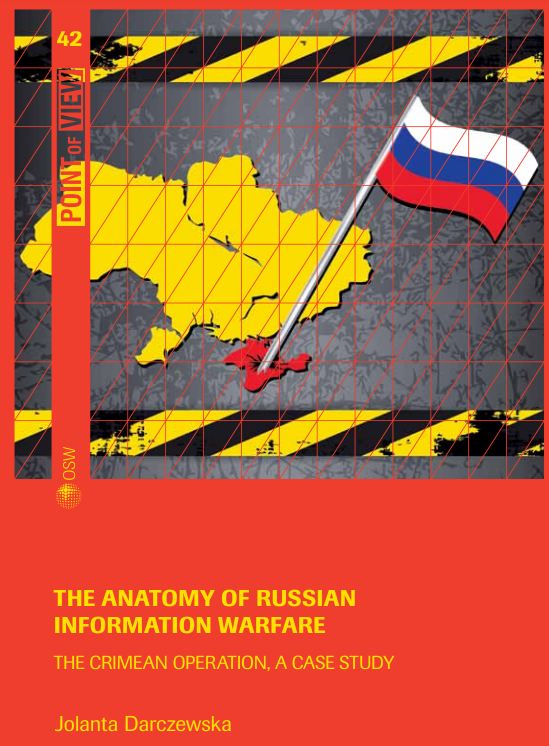 42
POINT OF VIEW
OSW
THE ANATOMY OF RUSSIAN
INFORMATION WARFARE
THE CRIMEAN OPERATION, A CASE STUDY
Jolanta Darczewska